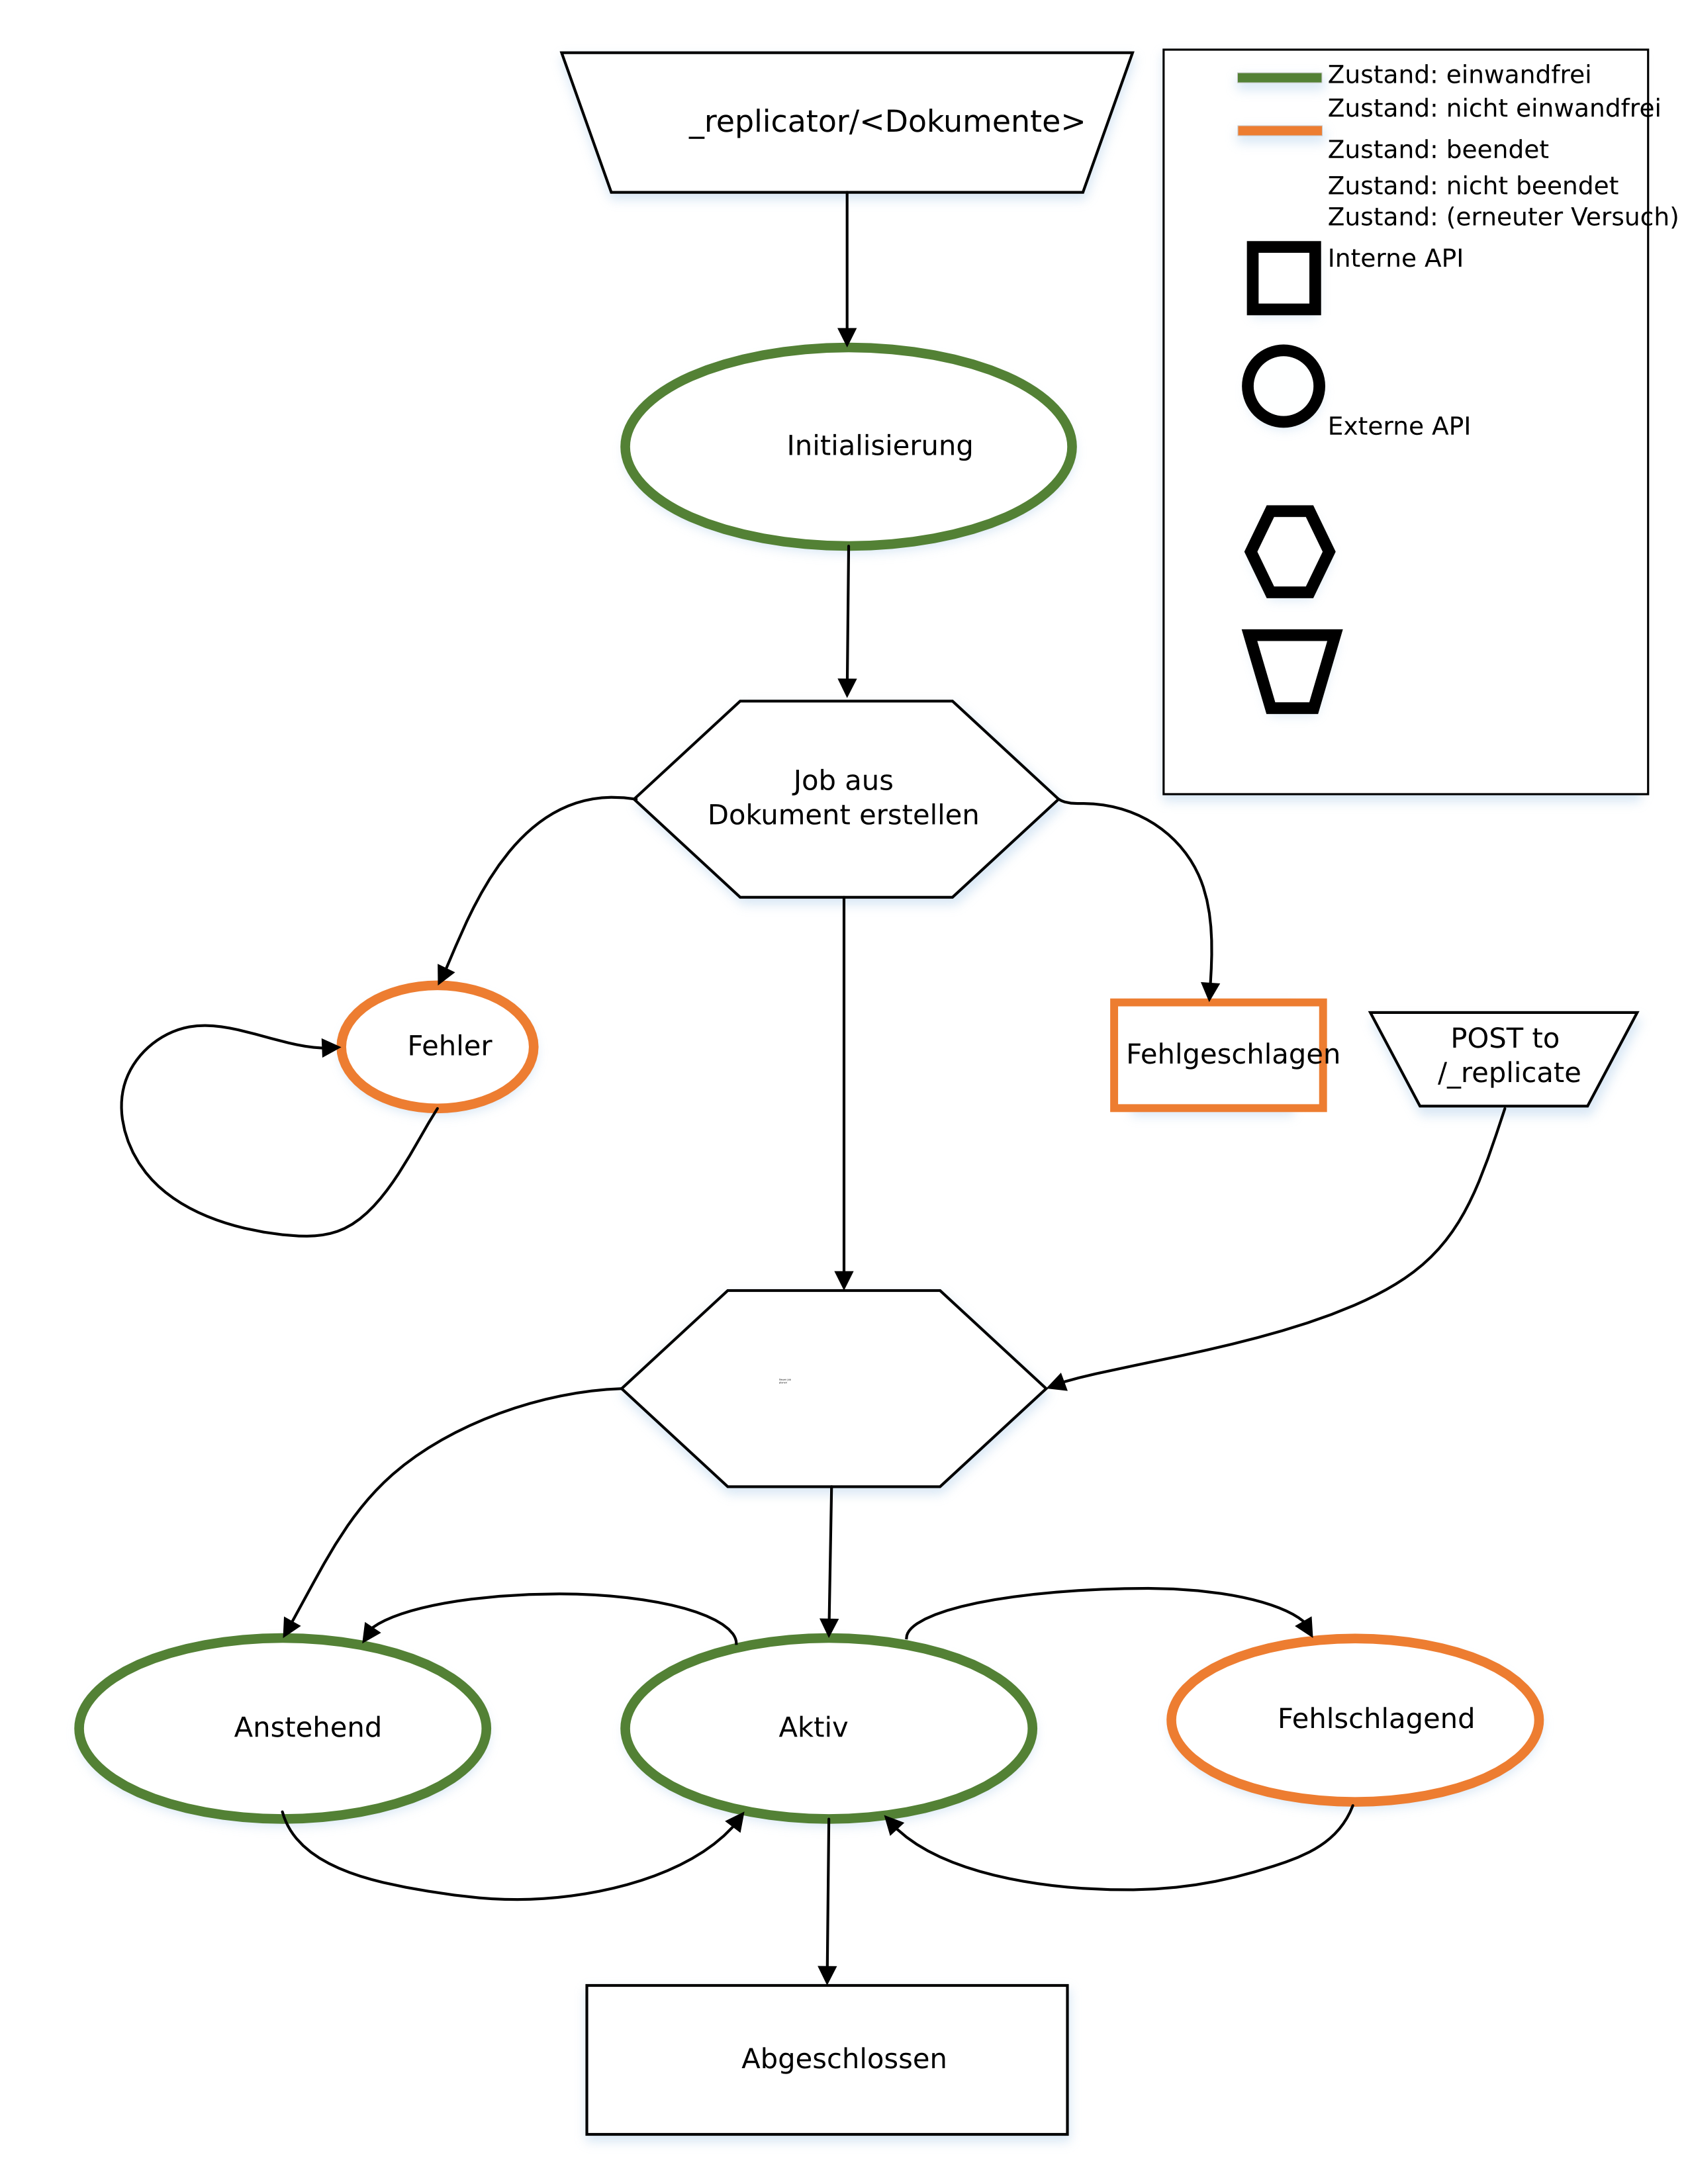 _replicator/<Dokumente>
Zustand: einwandfrei
Zustand: nicht einwandfrei
Zustand: beendet
Zustand: nicht beendet
Zustand: (erneuter Versuch)
Interne API
Externe API
Initialisierung
Job aus
Dokument erstellen
Fehler
Fehlgeschlagen
POST to
/_replicate
Anstehend
Aktiv
Fehlschlagend
Abgeschlossen